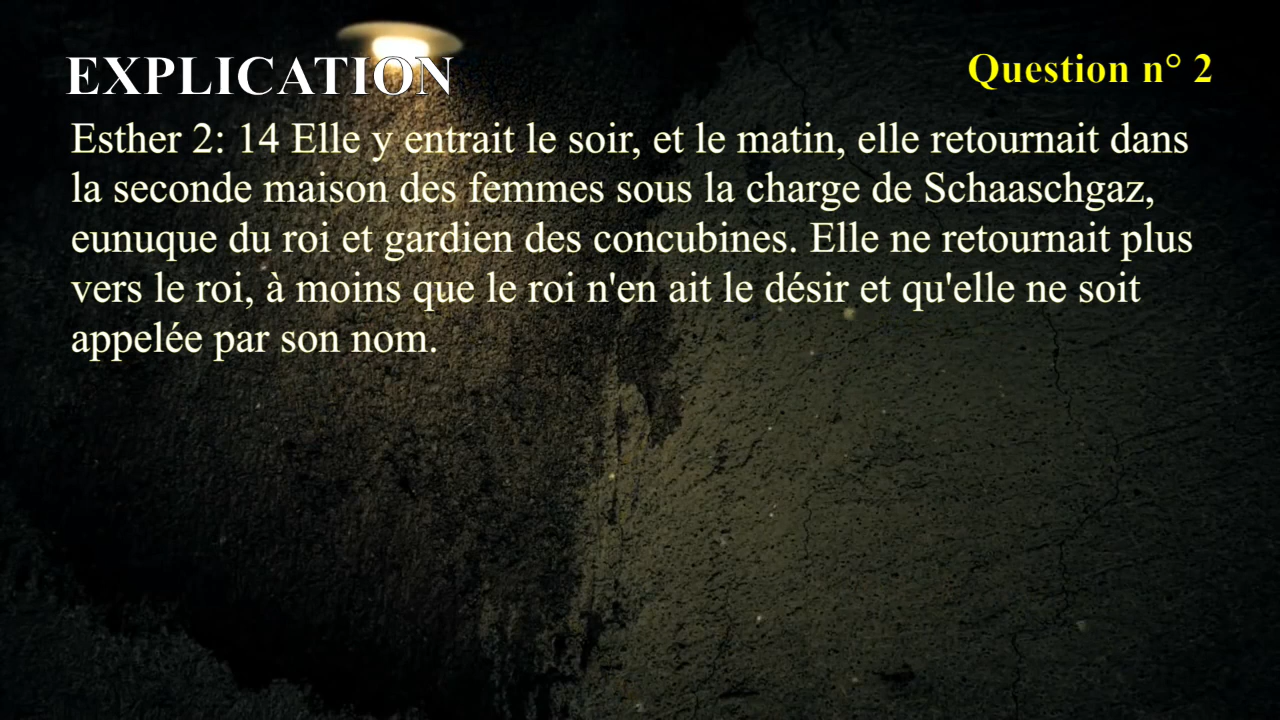 EXPLICATION
Question n° 2
Esther 2: 14 Elle y entrait le soir, et le matin, elle retournait dans
la seconde maison des femmes sous la charge de Schaaschgaz,
eunuque du roi et gardien des concubines. Elle ne retournait plus
vers le roi, à moins que le roi n'en ait le désir et qu'elle ne soit
appelée par son nom.